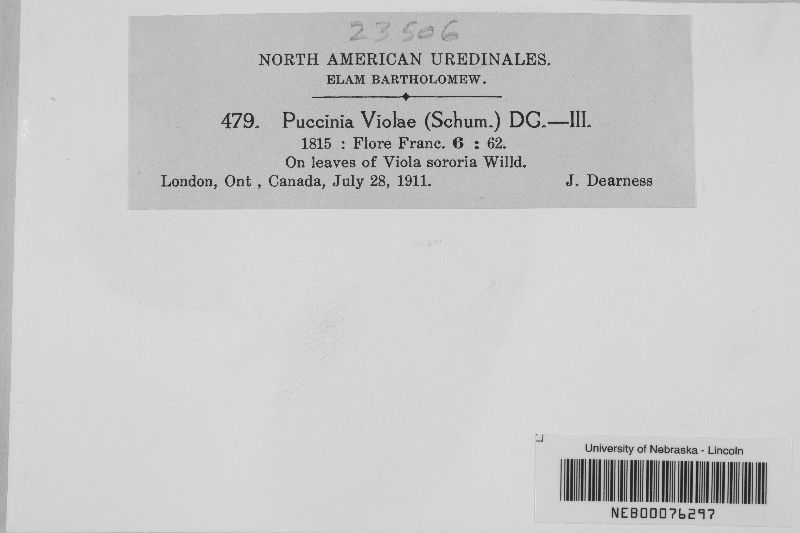 23506
NORTH AMERICAN UREDINALES.
ELAM BARTHOLOMEW.
479. Puccinia Violae (Schum.) DC.—III.
1815 : Flore Franc. 6 : 62.
On leaves of Viola sororia Willd.
London, Ont , Canada, July 28, 1911. J. Dearness
University of Nebraska - Lincoln
NEB00076297